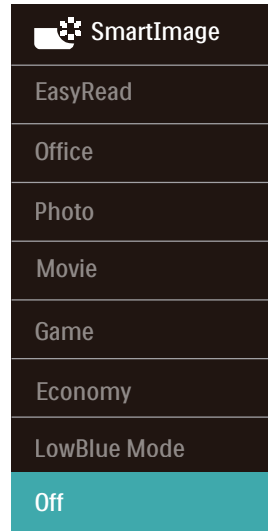 SmartImage
EasyRead
Office
Photo
Movie
Game
Economy
LowBlue Mode
Off